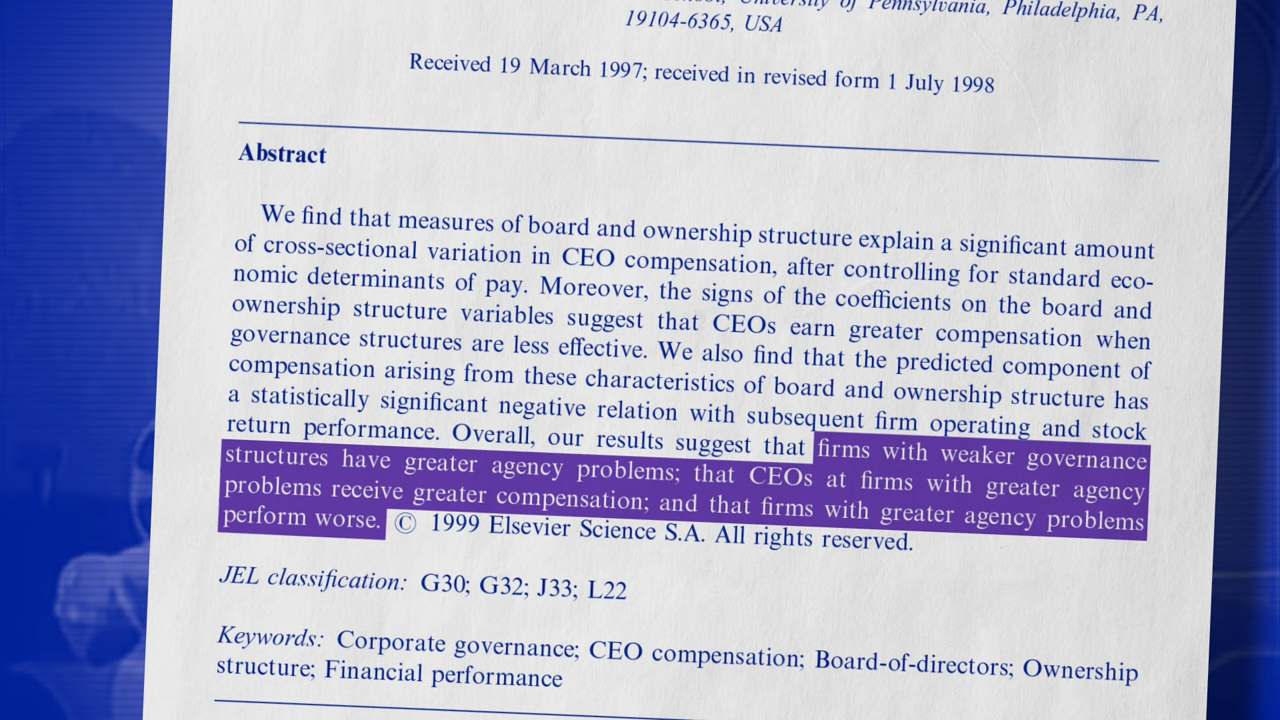 University of Pennsylvania, Philadelphia, PA,
19104-6365, USA
Received 19 March 1997; received in revised form 1 July 1998
Abstract
We find that measures of board and ownership structure explain a significant amount
of cross-sectional variation in CEO compensation, after controlling for standard eco-
nomic determinants of pay. Moreover, the signs of the coefficients on the board and
ownership structure variables suggest that CEOs earn greater compensation when
governance structures are less effective. We also find that the predicted component of
compensation arising from these characteristics of board and ownership structure has
a statistically significant negative relation with subsequent firm operating and stock
return performance. Overall, our results suggest that firms with weaker governance
structures have greater agency problems; that CEOs at firms with greater agency
problems receive greater compensation; and that firms with greater agency problems
perform worse. © 1999 Elsevier Science S.A. All rights reserved.
JEL classification: G30; G32; J33; L22
Keywords: Corporate governance; CEO compensation; Board-of-directors; Ownership
structure; Financial performance